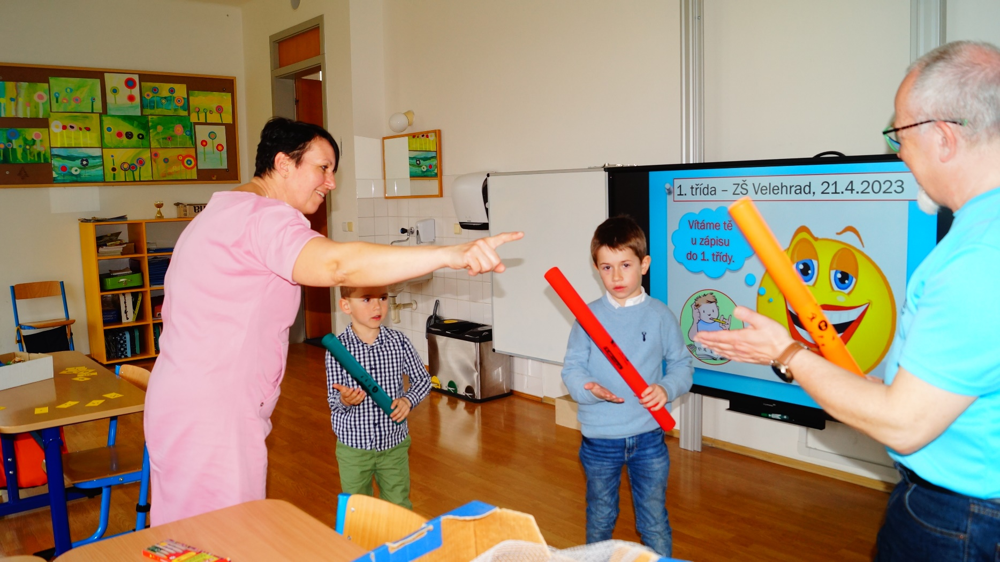 1. třída – ZŠ Velehrad, 21.4.2023
Vítáme tě
u zápisu
do 1. třídy.